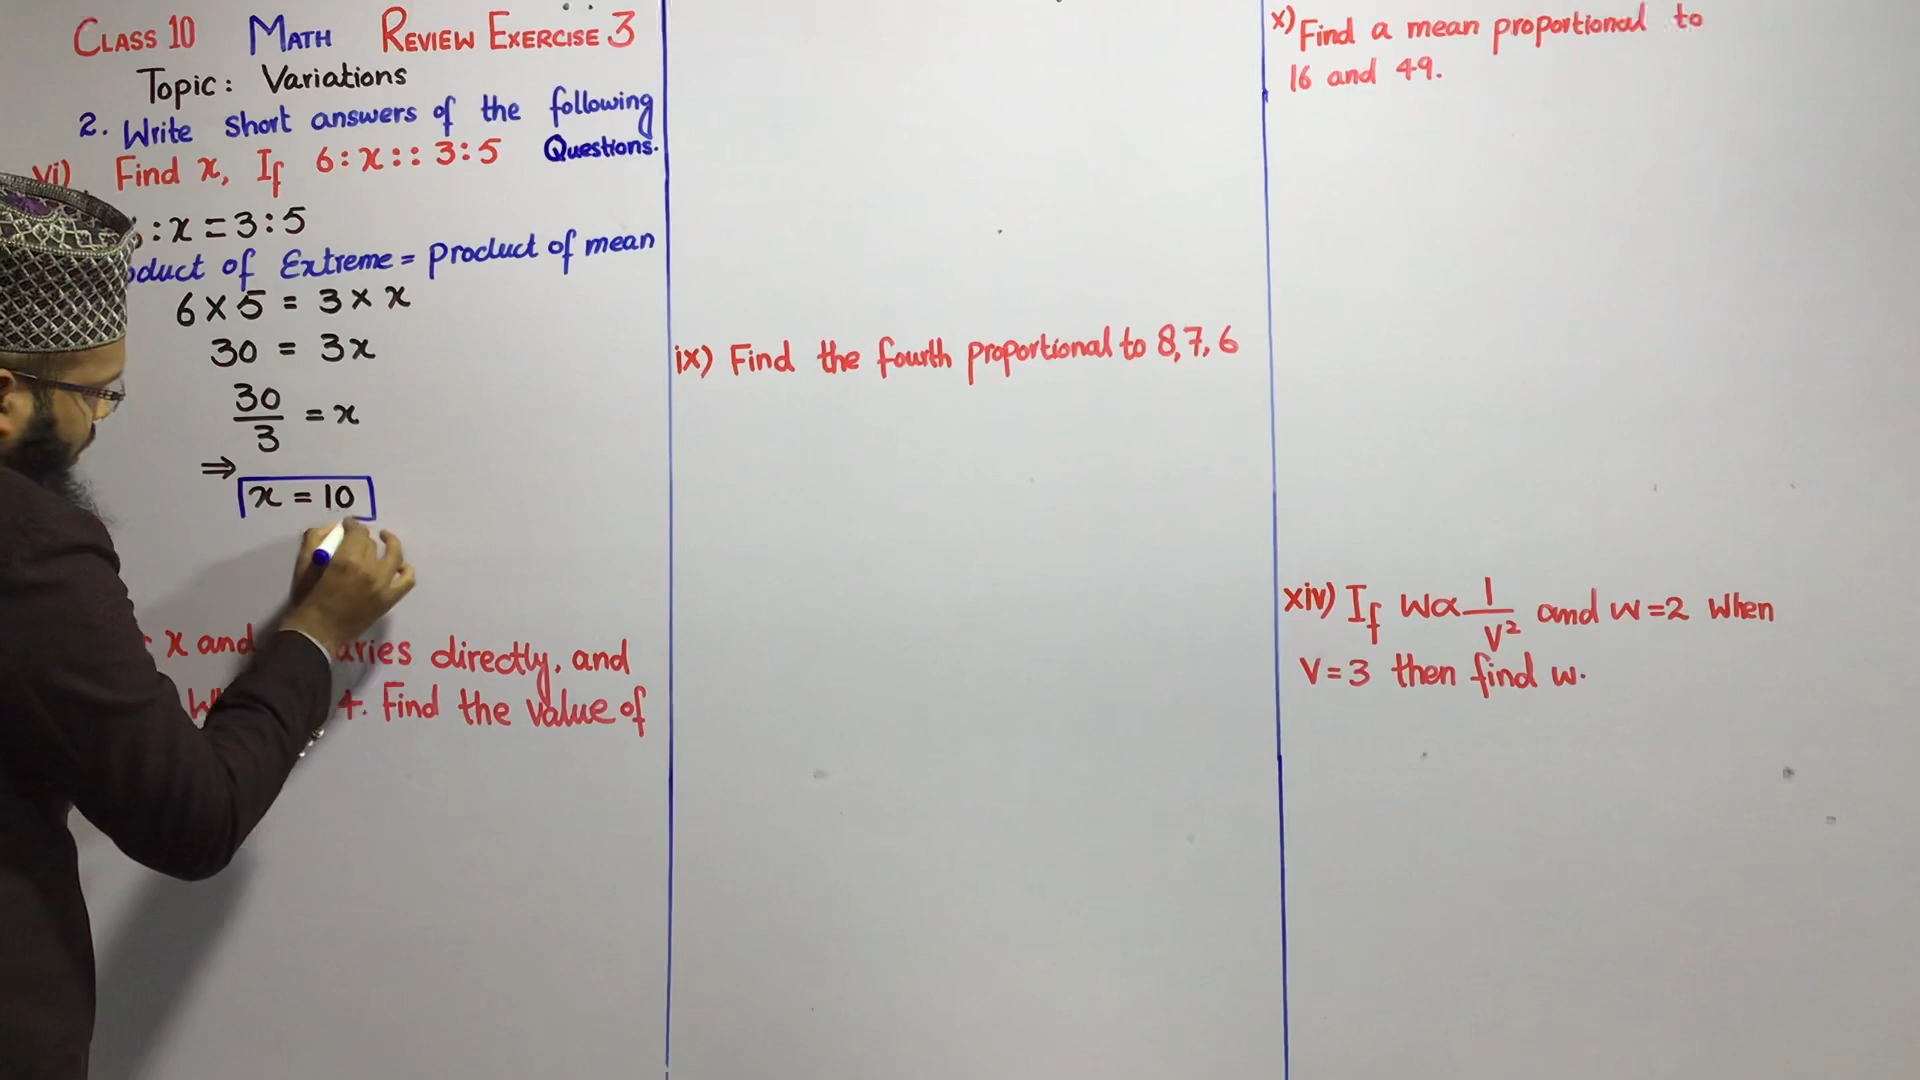 CLASS 10 MATH REVIEW EXERCISE 3
Topic: Variations
2. Write short answers of the following Questions.
vi) Find x, If 6:x::3:5
:x=3:5
of Extreme = product of mean
6×5 = 3×x
30 = 3x
30/3 = x
⇒ x = 10
x and directly, and
4. Find the value of
ix) Find the fourth proportional to 8,7,6
x) Find a mean proportional to
16 and 49.
xiv) If w∝1/V² and w=2 when
V=3 then find w.